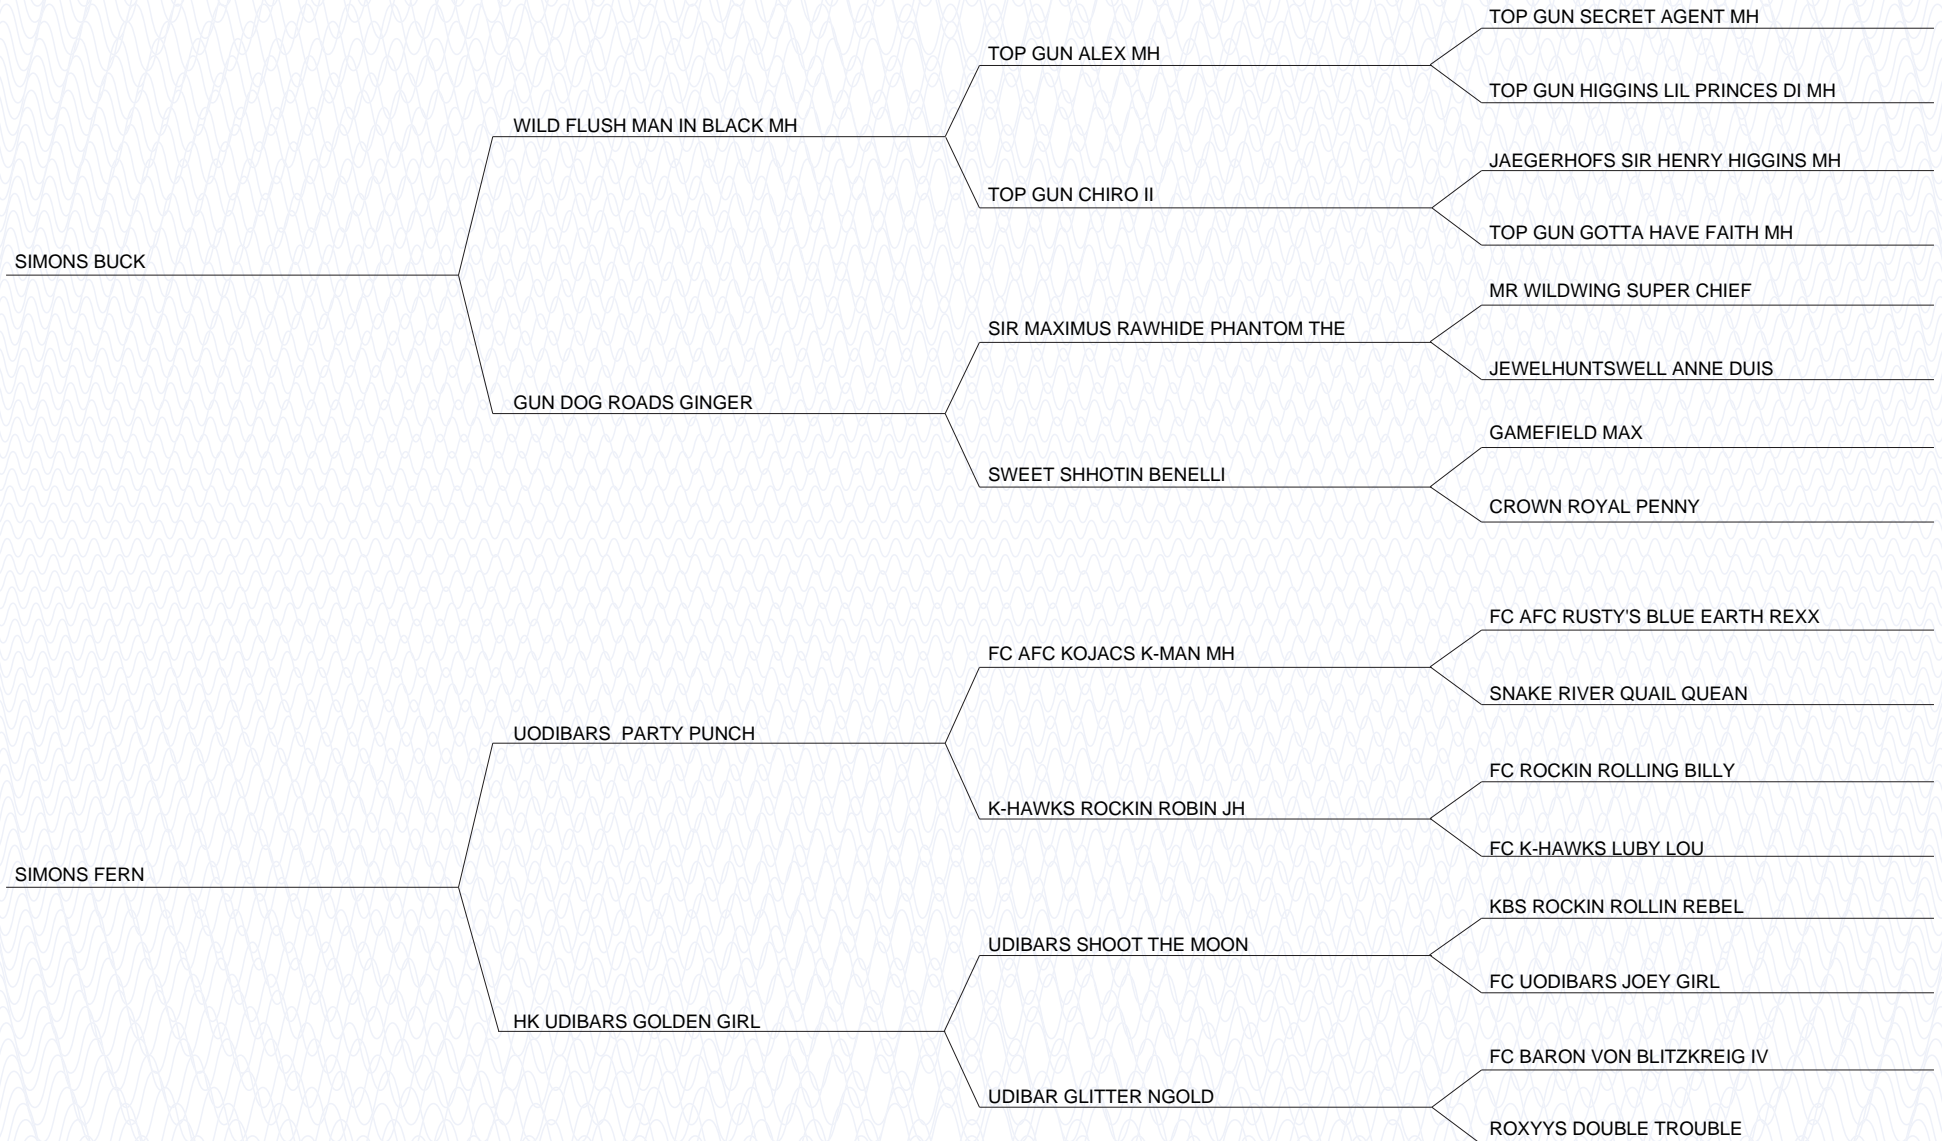 TOP GUN SECRET AGENT MH
TOP GUN ALEX MH
TOP GUN HIGGINS LIL PRINCES DI MH
WILD FLUSH MAN IN BLACK MH
JAEGERHOFS SIR HENRY HIGGINS MH
TOP GUN CHIRO II
TOP GUN GOTTA HAVE FAITH MH
SIMONS BUCK
MR WILDWING SUPER CHIEF
SIR MAXIMUS RAWHIDE PHANTOM THE
JEWELHUNTSWELL ANNE DUIS
GUN DOG ROADS GINGER
GAMEFIELD MAX
SWEET SHHOTIN BENELLI
CROWN ROYAL PENNY
FC AFC RUSTY'S BLUE EARTH REXX
FC AFC KOJACS K-MAN MH
SNAKE RIVER QUAIL QUEAN
UODIBARS  PARTY PUNCH
FC ROCKIN ROLLING BILLY
K-HAWKS ROCKIN ROBIN JH
FC K-HAWKS LUBY LOU
SIMONS FERN
KBS ROCKIN ROLLIN REBEL
UDIBARS SHOOT THE MOON
FC UODIBARS JOEY GIRL
HK UDIBARS GOLDEN GIRL
FC BARON VON BLITZKREIG IV
UDIBAR GLITTER NGOLD
ROXYYS DOUBLE TROUBLE